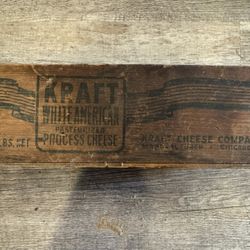 KRAFT
WHITE AMERICAN
PASTEURIZED
PROCESS CHEESE
LBS. NET
KRAFT CHEESE COMPA
CHICAGO